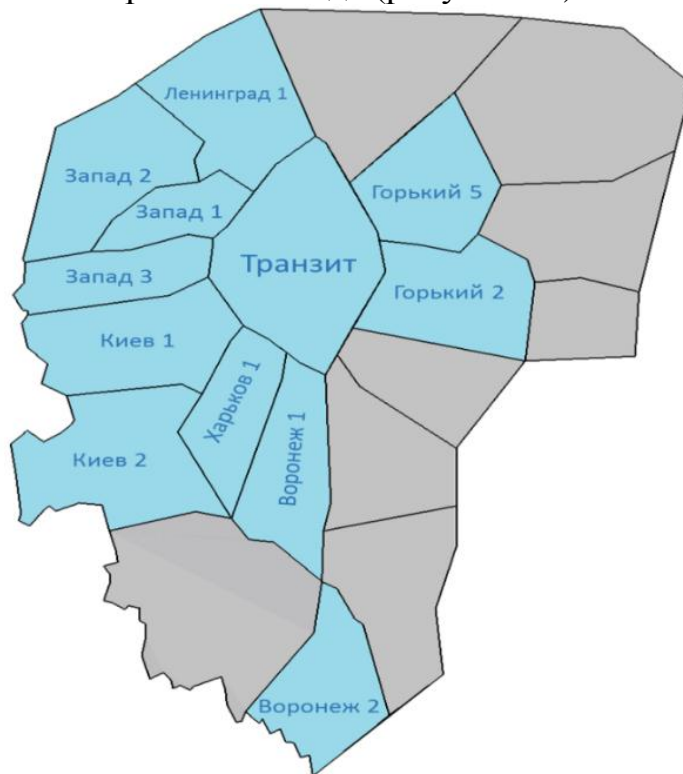 Ленинград 1
Запад 2
Горький 5
Запад 1
Транзит
Запад 3
Горький 2
Киев 1
Харьков 1
Воронеж 1
Киев 2
Воронеж 2